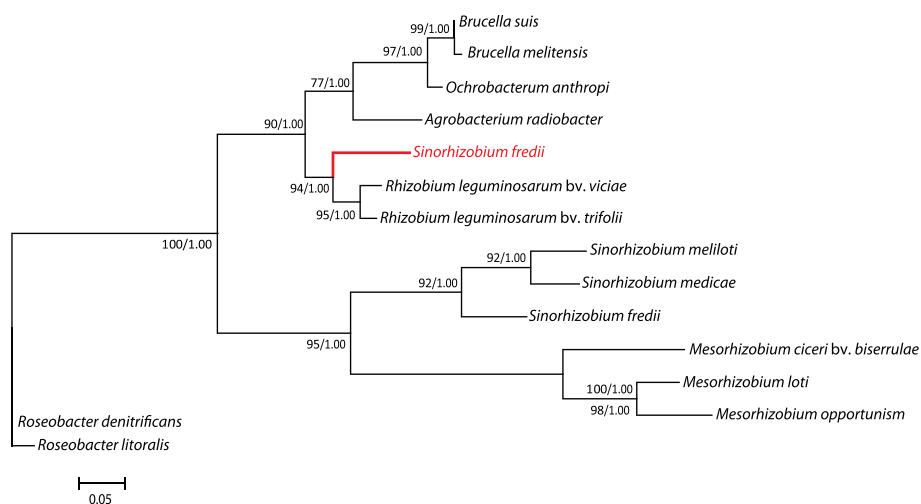 Brucella suis
99/1.00
Brucella melitensis
97/1.00
77/1.00
Ochrobacterum anthropi
Agrobacterium radiobacter
90/1.00
Sinorhizobium fredii
94/1.00
Rhizobium leguminosarum bv. viciae
95/1.00
Rhizobium leguminosarum bv. trifolii
100/1.00
Sinorhizobium meliloti
92/1.00
92/1.00
Sinorhizobium medicae
Sinorhizobium fredii
95/1.00
Mesorhizobium ciceri bv. biserrulae
Mesorhizobium loti
100/1.00
98/1.00
Mesorhizobium opportunism
Roseobacter denitrificans
Roseobacter litoralis
0.05